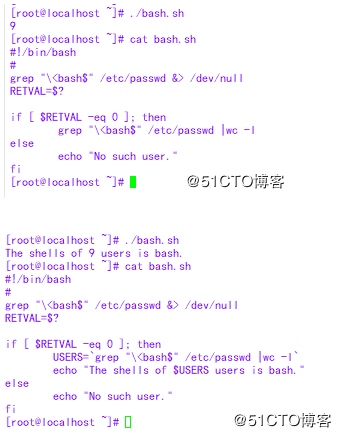 [root@localhost ~]# ./bash.sh
9
[root@localhost ~]# cat bash.sh
#!/bin/bash
#
grep "\<bash$" /etc/passwd &> /dev/null
RETVAL=$?
if [ $RETVAL -eq 0 ]; then
grep "\<bash$" /etc/passwd |wc -l
else
echo "No such user."
fi
[root@localhost ~]#
@51CTO博客
[root@localhost ~]# ./bash.sh
The shells of 9 users is bash.
[root@localhost ~]# cat bash.sh
#!/bin/bash
#
grep "\<bash$" /etc/passwd &> /dev/null
RETVAL=$?
if [ $RETVAL -eq 0 ]; then
USERS=`grep "\<bash$" /etc/passwd |wc -l`
echo "The shells of $USERS users is bash."
else
echo "No such user."
fi
[root@localhost ~]#
@51CTO博客